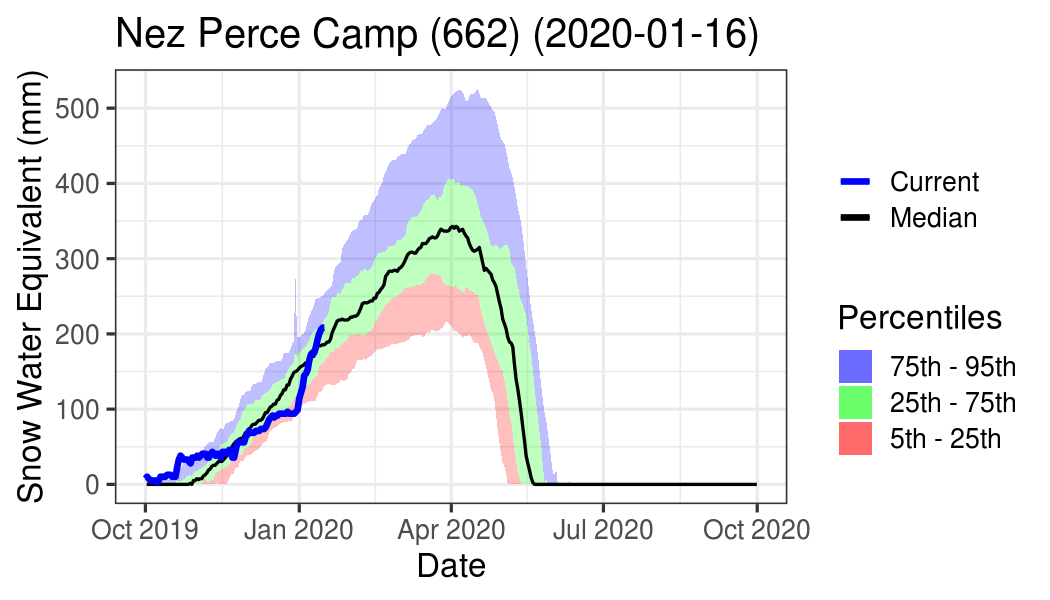 Nez Perce Camp (662) (2020-01-16)
Snow Water Equivalent (mm)
500
400
300
200
100
0
Oct 2019
Jan 2020
Apr 2020
Jul 2020
Oct 2020
Date
Current
Median
Percentiles
75th - 95th
25th - 75th
5th - 25th